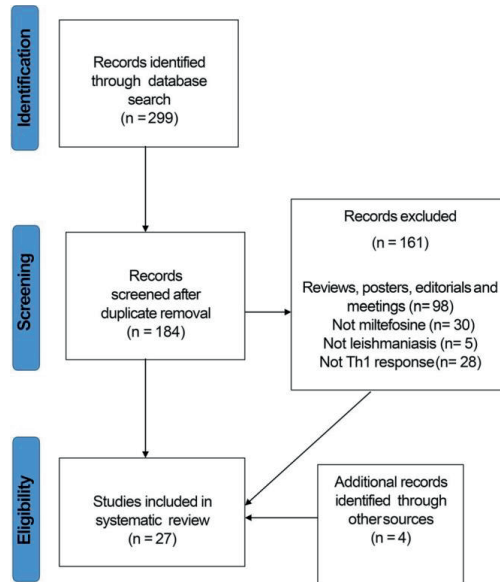 Identification
Records identified
through database
search
(n = 299)
Screening
Records
screened after
duplicate removal
(n = 184)
Records excluded
(n = 161)
Reviews, posters, editorials and
meetings (n= 98)
Not miltefosine (n= 30)
Not leishmaniasis (n= 5)
Not Th1 response (n= 28)
Eligibility
Studies included in
systematic review
(n = 27)
Additional records
identified through
other sources
(n = 4)